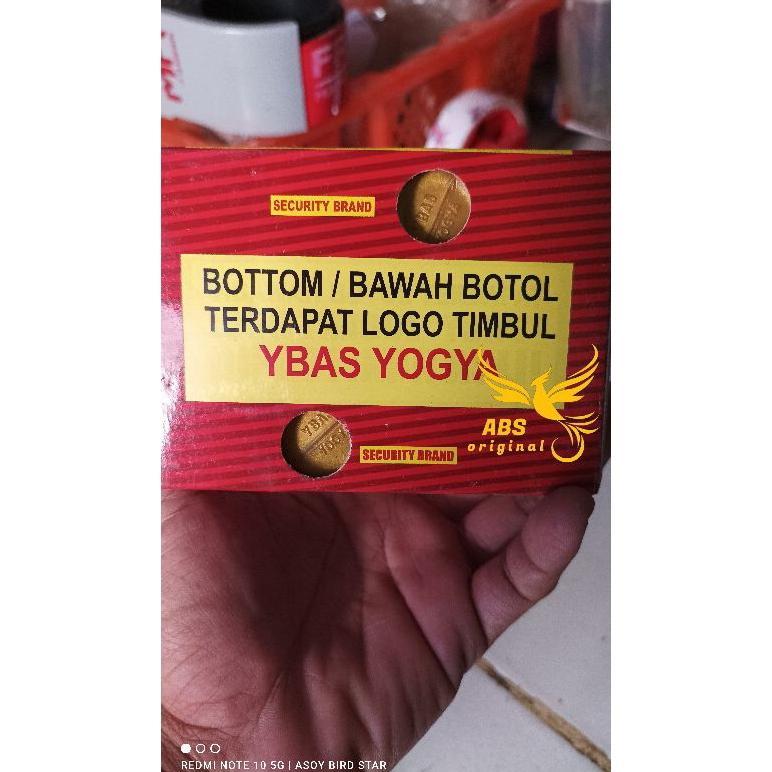 SECURITY BRAND
BOTTOM / BAWAH BOTOL
TERDAPAT LOGO TIMBUL
YBAS YOGYA
ABS
original
SECURITY BRAND
REDMI NOTE 10 5G | ASOY BIRD STAR